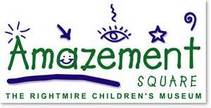 Amazement
SQUARE
THE RIGHTMIRE CHILDREN'S MUSEUM